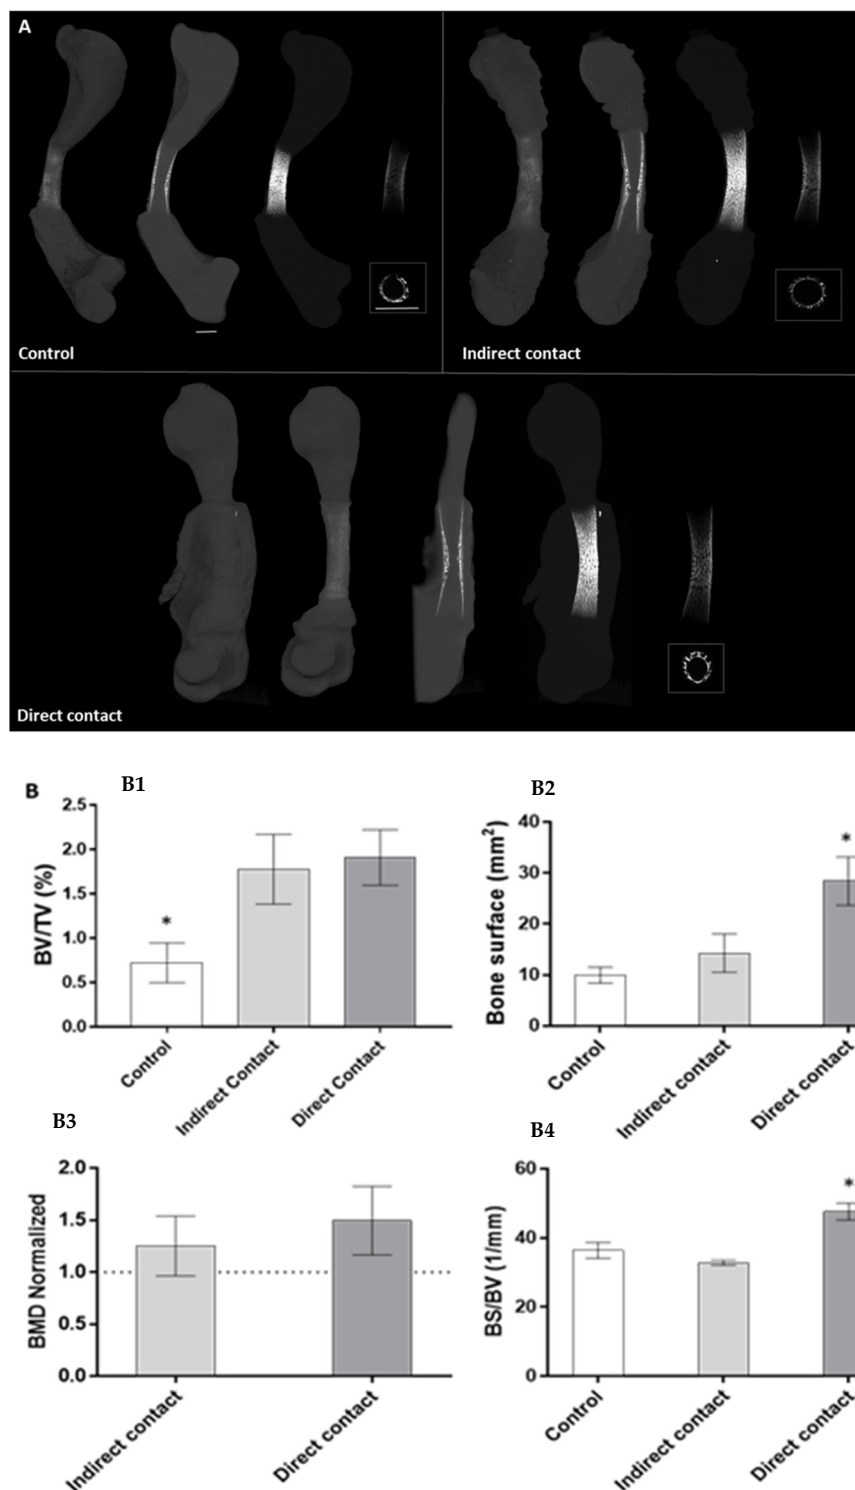 A
Control
Indirect contact
Direct contact
B
B1
2.5
2.0
1.5
1.0
0.5
0.0
BV/TV (%)
*
Control
Indirect Contact
Direct Contact
B2
40
30
20
10
0
Bone surface (mm²)
*
Control
Indirect contact
Direct contact
B3
2.0
1.5
1.0
0.5
0.0
BMD Normalized
Indirect contact
Direct contact
B4
60
40
20
0
BS/BV (1/mm)
*
Control
Indirect contact
Direct contact